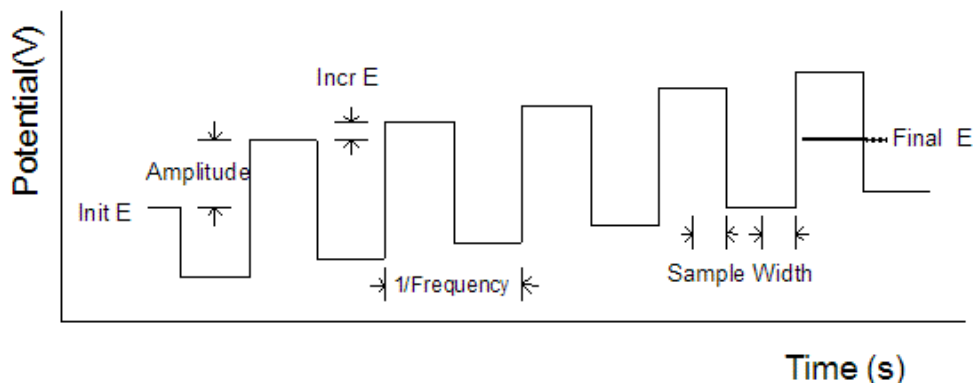 Potential(V)
Incr E
Amplitude
Init E
1/Frequency
Final E
Sample Width
Time (s)